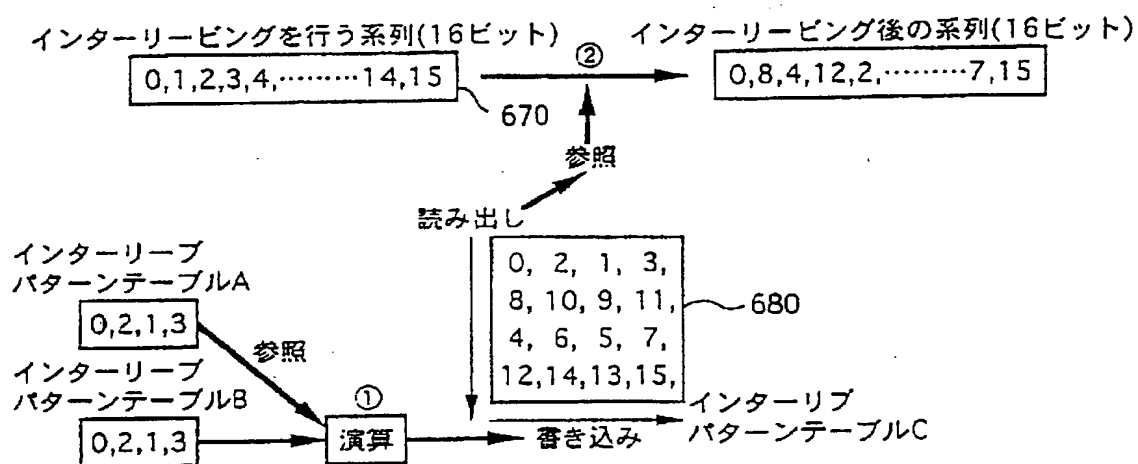 インターリービングを行う系列(16ビット)
0,1,2,3,4,………14,15
670
②
インターリービング後の系列(16ビット)
0,8,4,12,2,………7,15
参照
読み出し
0, 2, 1, 3,
8, 10, 9, 11,
4, 6, 5, 7,
12,14,13,15,
680
インターリーブ
パターンテーブルA
0,2,1,3
参照
インターリーブ
パターンテーブルB
0,2,1,3
①
演算
書き込み
インターリブ
パターンテーブルC